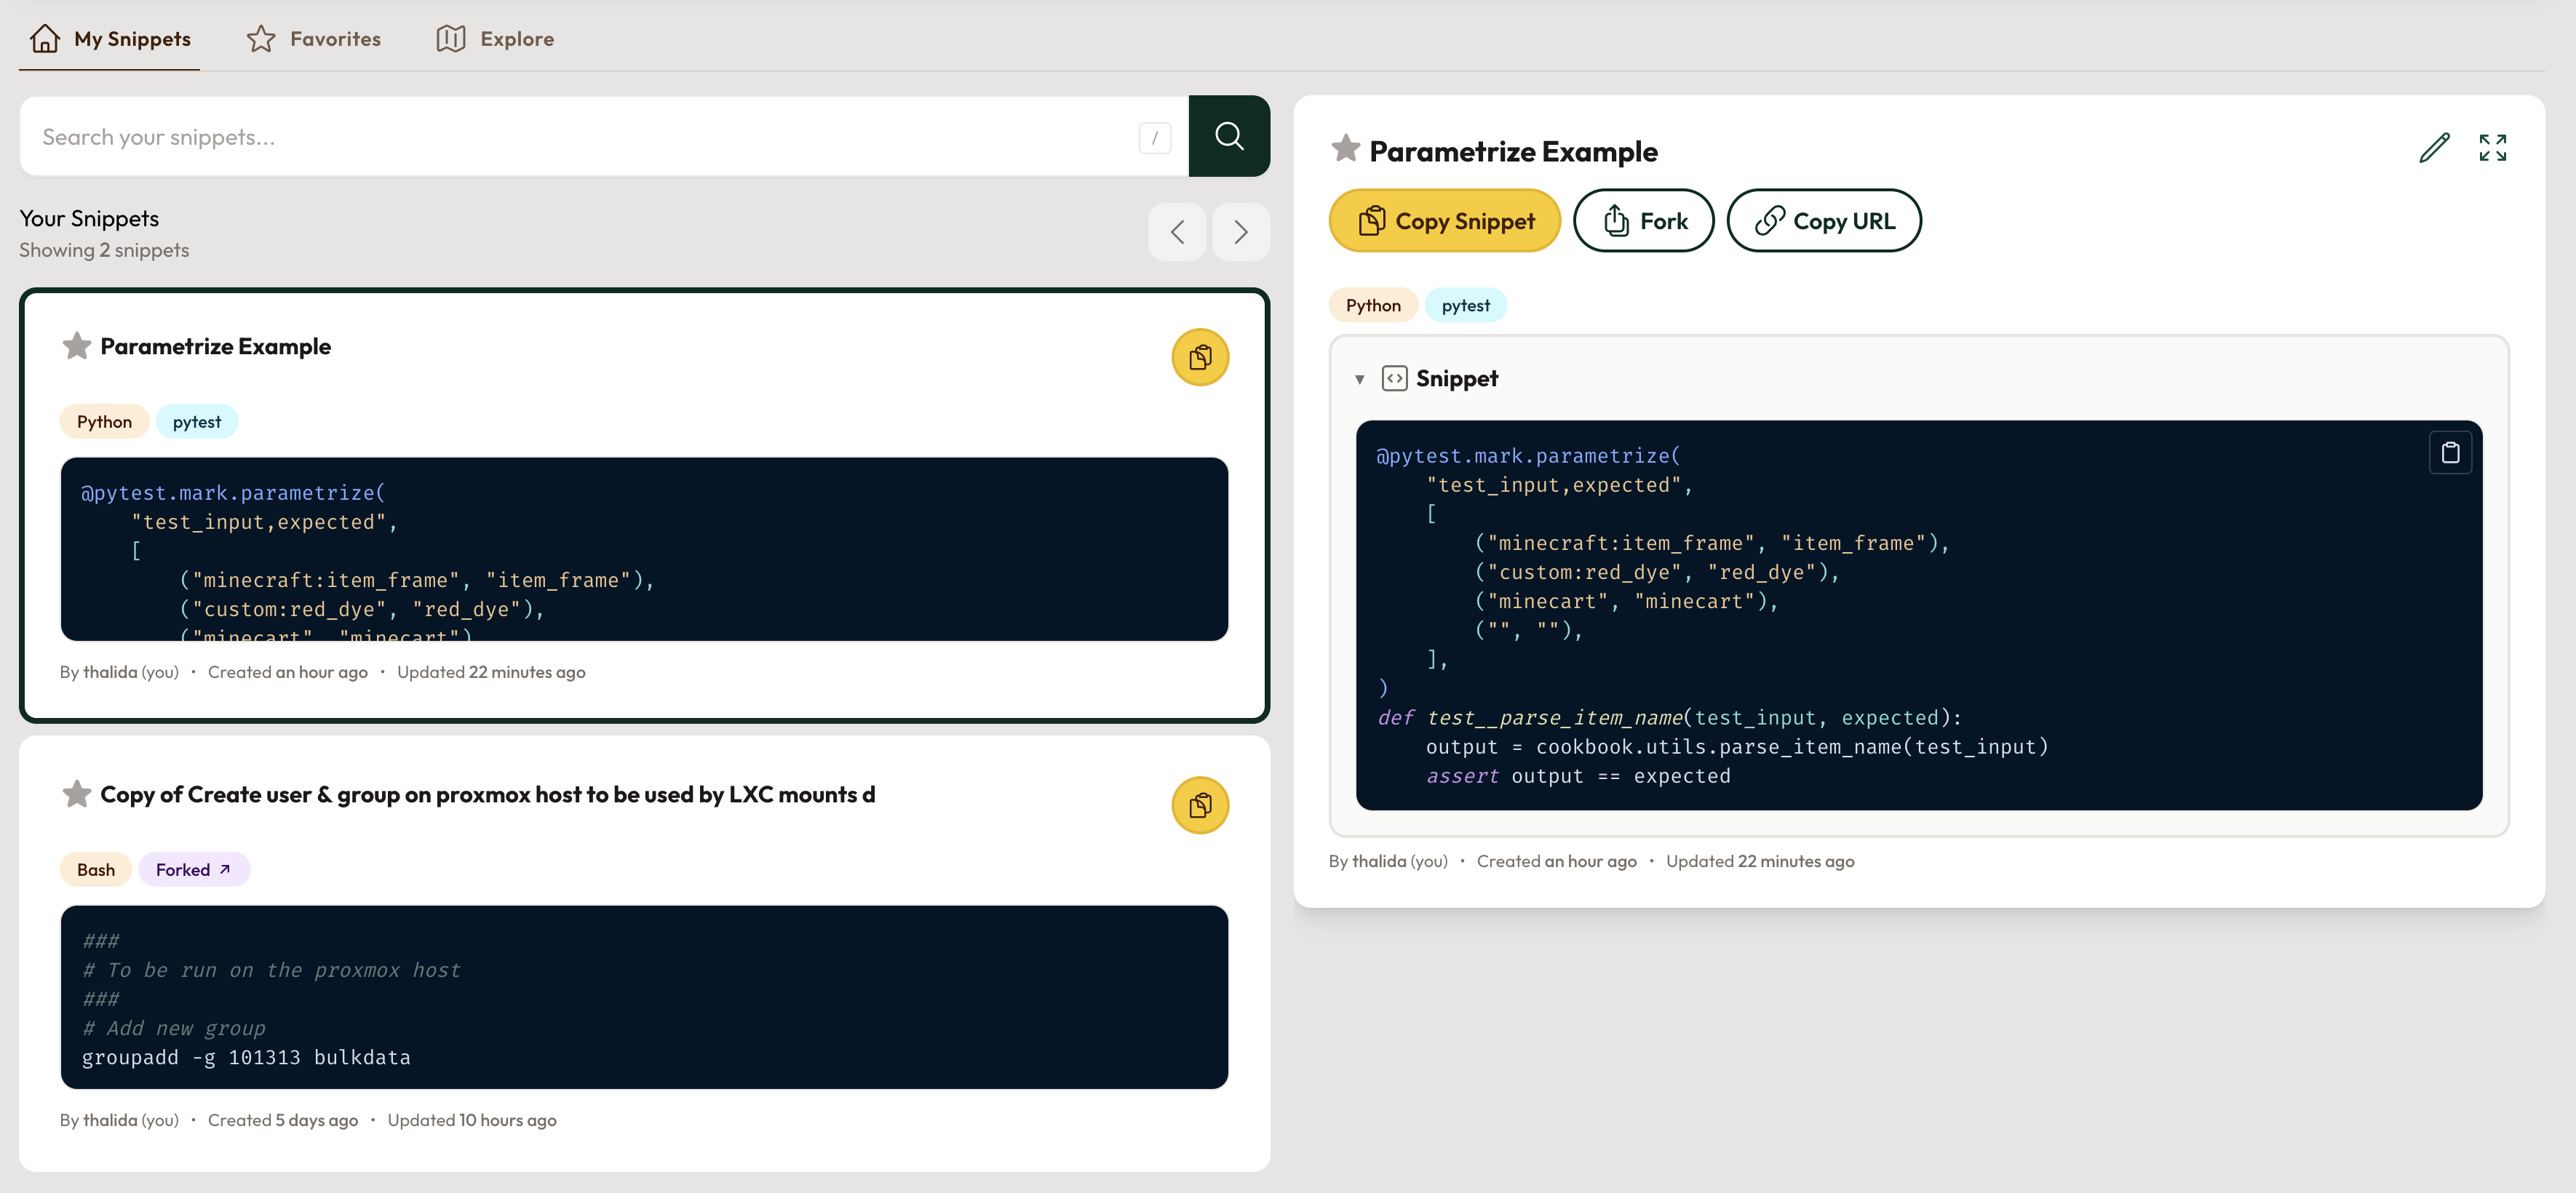 My Snippets Favorites Explore
Search your snippets... /
Your Snippets
Showing 2 snippets
Parametrize Example
Python pytest
@pytest.mark.parametrize(
    "test_input,expected",
    [
        ("minecraft:item_frame", "item_frame"),
        ("custom:red_dye", "red_dye"),
        ("minecart", "minecart")
By thalida (you) • Created an hour ago • Updated 22 minutes ago
Copy of Create user & group on proxmox host to be used by LXC mounts d
Bash Forked ↗
###
# To be run on the proxmox host
###
# Add new group
groupadd -g 101313 bulkdata
By thalida (you) • Created 5 days ago • Updated 10 hours ago
Parametrize Example
Copy Snippet Fork Copy URL
Python pytest
▼ Snippet
@pytest.mark.parametrize(
    "test_input,expected",
    [
        ("minecraft:item_frame", "item_frame"),
        ("custom:red_dye", "red_dye"),
        ("minecart", "minecart"),
        ("", ""),
    ],
)
def test__parse_item_name(test_input, expected):
    output = cookbook.utils.parse_item_name(test_input)
    assert output == expected
By thalida (you) • Created an hour ago • Updated 22 minutes ago